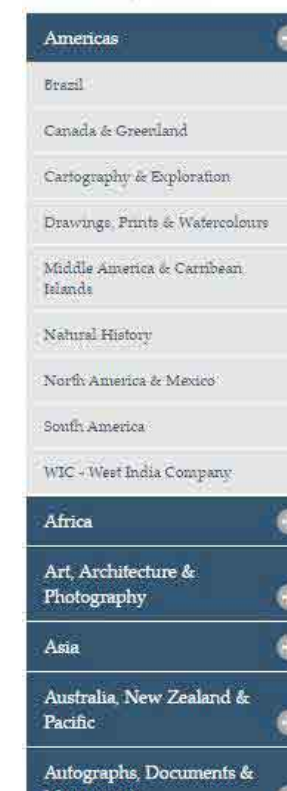 Americas
Brazil
Canada & Greenland
Cartography & Exploration
Drawings, Prints & Watercolours
Middle America & Carribean
Islands
Natural History
North America & Mexico
South America
WIC - West India Company
Africa
Art, Architecture &
Photography
Asia
Australia, New Zealand &
Pacific
Autographs, Documents &